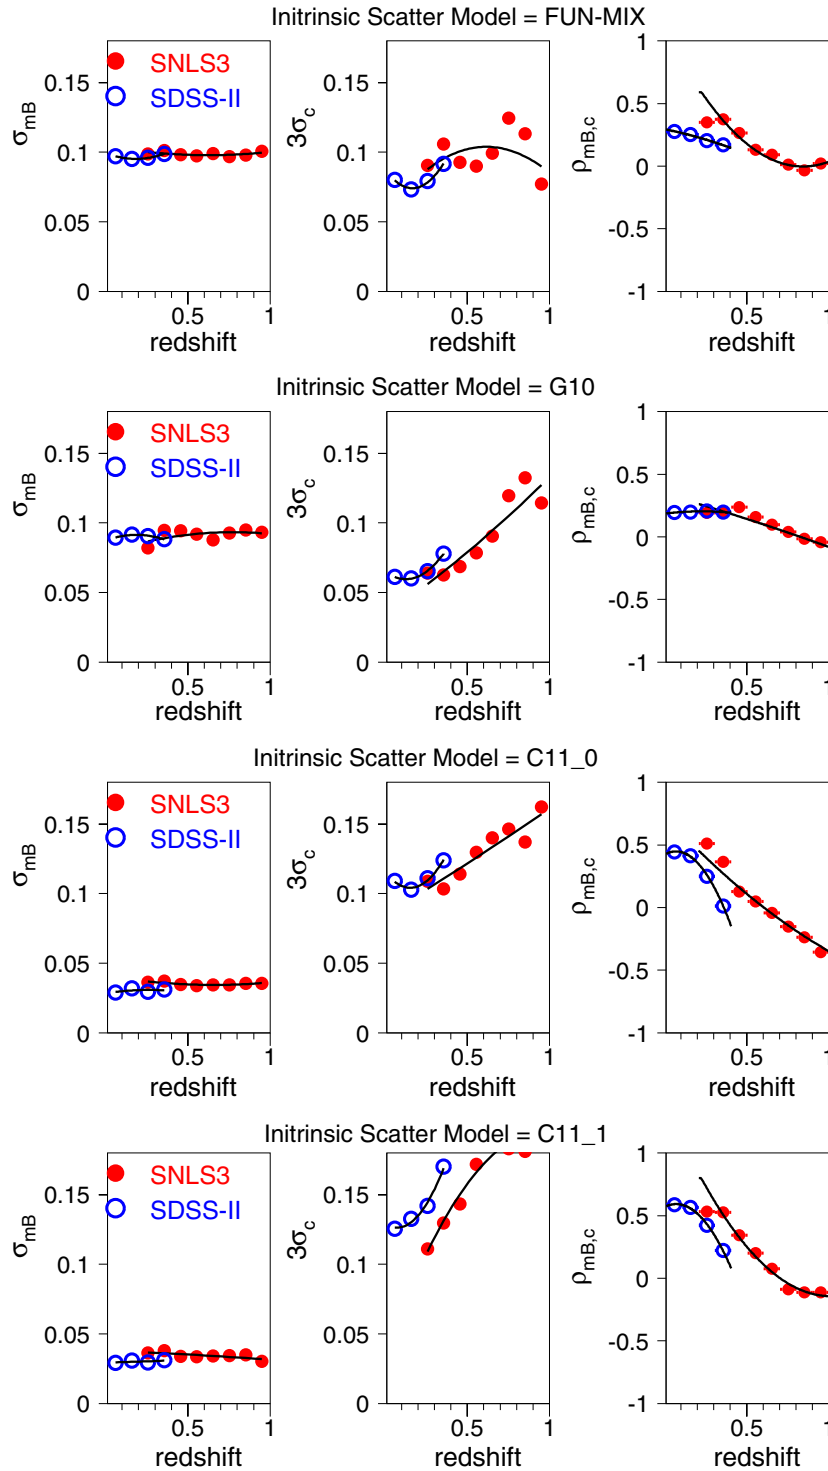 Initrinsic Scatter Model = FUN-MIX
σmB
0.15
0.1
0.05
0
SNLS3
SDSS-II
0.5
1
redshift
3σc
0.15
0.1
0.05
0
0.5
1
redshift
ρmB,c
1
0.5
0
-0.5
-1
0.5
1
redshift
Initrinsic Scatter Model = G10
σmB
0.15
0.1
0.05
0
SNLS3
SDSS-II
0.5
1
redshift
3σc
0.15
0.1
0.05
0
0.5
1
redshift
ρmB,c
1
0.5
0
-0.5
-1
0.5
1
redshift
Initrinsic Scatter Model = C11_0
σmB
0.15
0.1
0.05
0
SNLS3
SDSS-II
0.5
1
redshift
3σc
0.15
0.1
0.05
0
0.5
1
redshift
ρmB,c
1
0.5
0
-0.5
-1
0.5
1
redshift
Initrinsic Scatter Model = C11_1
σmB
0.15
0.1
0.05
0
SNLS3
SDSS-II
0.5
1
redshift
3σc
0.15
0.1
0.05
0
0.5
1
redshift
ρmB,c
1
0.5
0
-0.5
-1
0.5
1
redshift